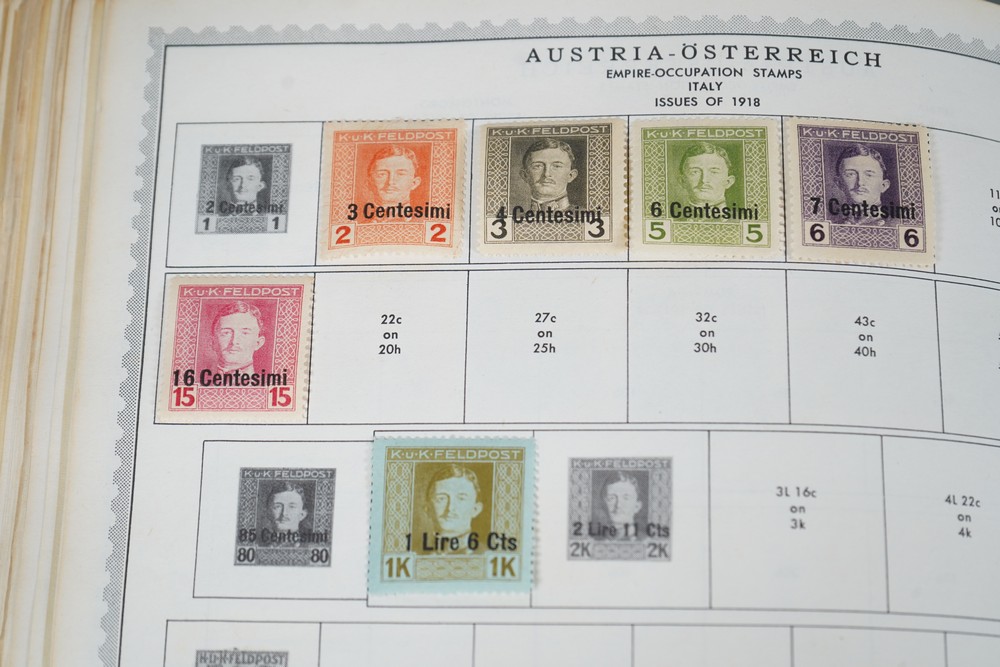 AUSTRIA-ÖSTERREICH
EMPIRE-OCCUPATION STAMPS
ITALY
ISSUES OF 1918
2 Centesimi
1 1
K·u·K·FELDPOST
3 Centesimi
2 2
K·u·K·FELDPOST
4 Centesimi
3 3
K·u·K·FELDPOST
6 Centesimi
5 5
K·u·K·FELDPOST
7 Centesimi
6 6
11
10
K·u·K·FELDPOST
16 Centesimi
15 15
22c
on
20h
27c
on
25h
32c
on
30h
43c
on
40h
K·u·K·FELDPOST
85 Centesimi
80 80
K·u·K·FELDPOST
1 Lire 6 Cts
1K 1K
K·u·K·FELDPOST
2 Lire 11 Cts
2K 2K
3L 16c
on
3k
4L 22c
on
4k
K·u·K·FELDPOST